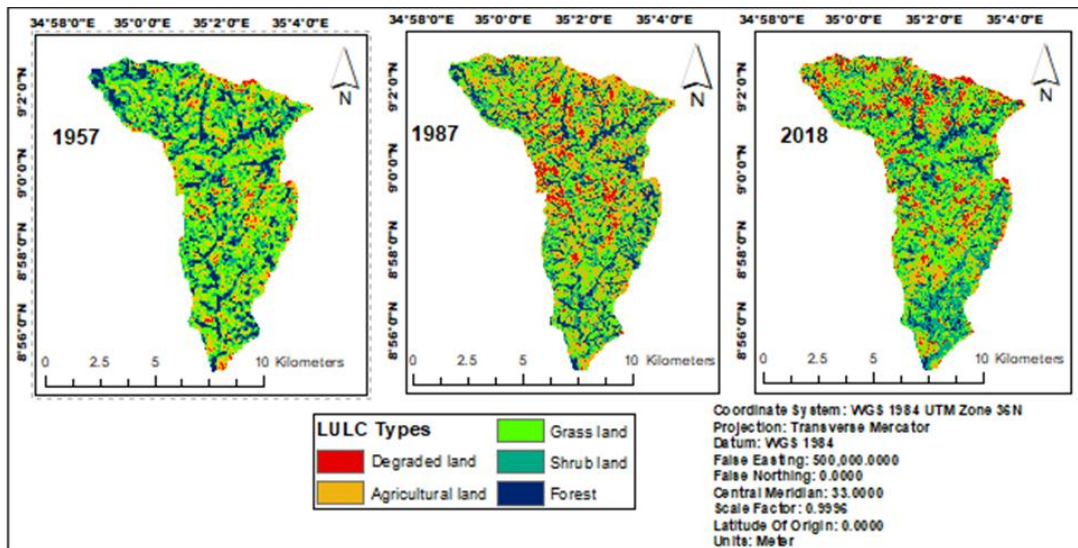 34°58'0"E 35°0'0"E 35°2'0"E 35°4'0"E 34°58'0"E 35°0'0"E 35°2'0"E 35°4'0"E 34°58'0"E 35°0'0"E 35°2'0"E 35°4'0"E
9°2'0"N 9°2'0"N 9°2'0"N
N N N
1957 1987 2018
9°0'0"N 9°0'0"N 9°0'0"N
8°58'0"N 8°58'0"N 8°58'0"N
8°56'0"N 8°56'0"N 8°56'0"N
0 2.5 5 10 Kilometers 0 2.5 5 10 Kilometers 0 2.5 5 10 Kilometers
LULC Types
Degraded land
Agricultural land
Grass land
Shrub land
Forest
Coordinate System: WGS 1984 UTM Zone 36N
Projection: Transverse Mercator
Datum: WGS 1984
False Easting: 500,000.0000
False Northing: 0.0000
Central Meridian: 33.0000
Scale Factor: 0.9996
Latitude Of Origin: 0.0000
Units: Meter